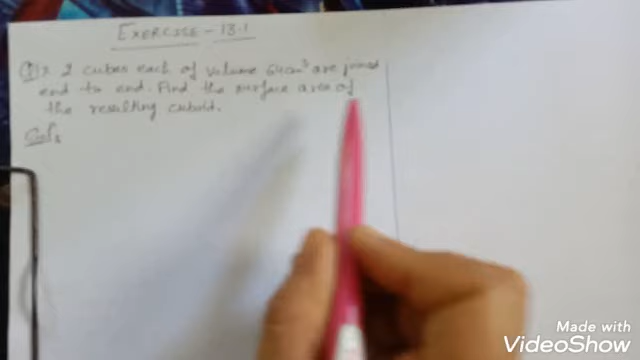 EXERCISE - 13.1
① > 2 cubes each of volume 64cm³ are joined
end to end. Find the surface area of
the resulting cuboid.
Sol:
Made with
VideoShow